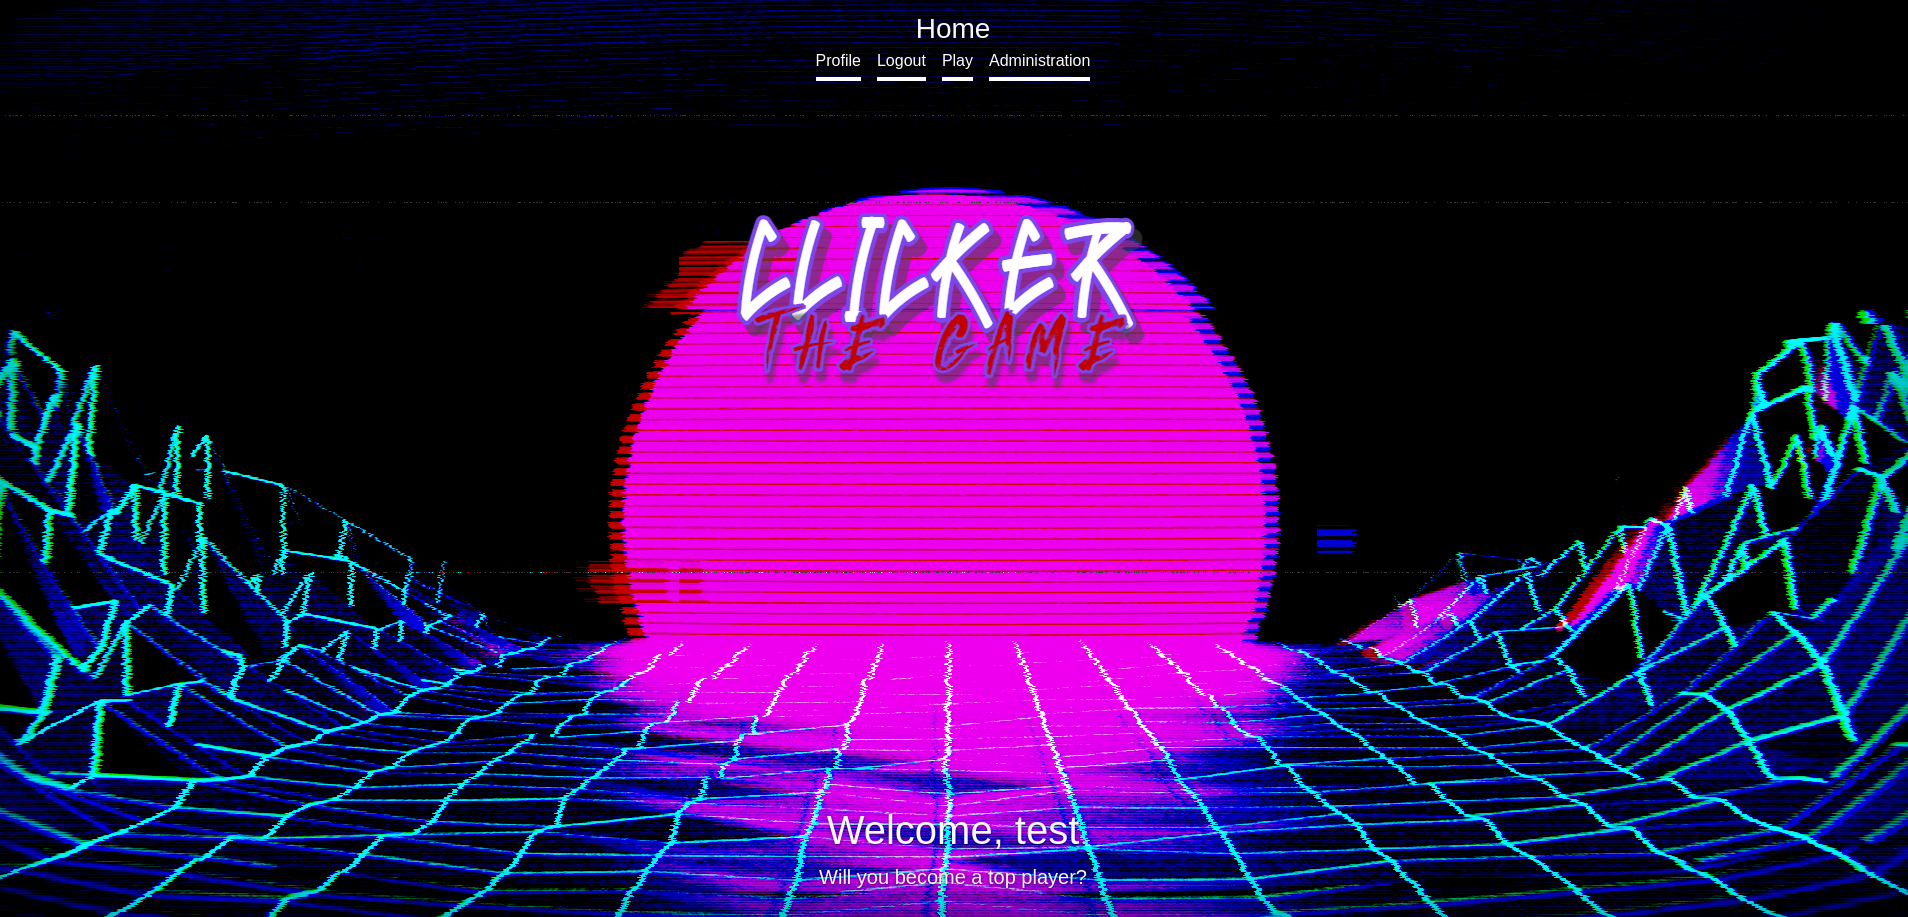 Home
Profile Logout Play Administration
CLICKER
THE GAME
Welcome, test
Will you become a top player?